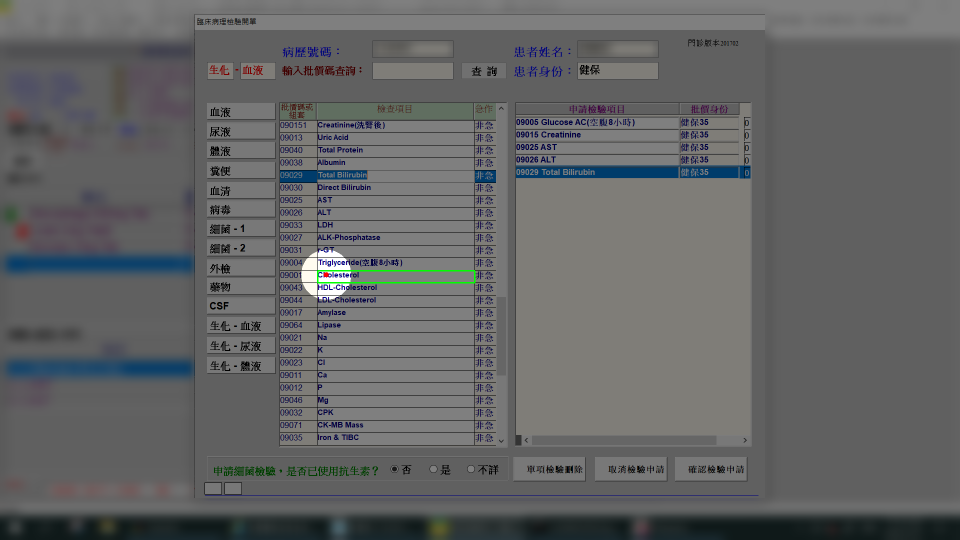 臨床病理檢驗開單
病歷號碼：
患者姓名：
門診版本201702
生化 - 血液
輸入批價碼查詢：
查 詢
患者身份：
健保
血液
尿液
體液
糞便
血清
病毒
細菌 - 1
細菌 - 2
外檢
藥物
CSF
生化 - 血液
生化 - 尿液
生化 - 體液
批價碼或組套 檢查項目 急作
090151 Creatinine(洗腎後) 非急
09013 Uric Acid 非急
09040 Total Protein 非急
09038 Albumin 非急
09029 Total Bilirubin 非急
09030 Direct Bilirubin 非急
09025 AST 非急
09026 ALT 非急
09033 LDH 非急
09027 ALK-Phosphatase 非急
09031 r-GT 非急
09004 Triglyceride(空腹8小時) 非急
09001 Cholesterol 非急
09043 HDL-Cholesterol 非急
09044 LDL-Cholesterol 非急
09017 Amylase 非急
09064 Lipase 非急
09021 Na 非急
09022 K 非急
09023 Cl 非急
09011 Ca 非急
09012 P 非急
09046 Mg 非急
09032 CPK 非急
09071 CK-MB Mass 非急
09035 Iron & TIBC 非急
申請檢驗項目 批價身份
09005 Glucose AC(空腹8小時) 健保35 0
09015 Creatinine 健保35 0
09025 AST 健保35 0
09026 ALT 健保35 0
09029 Total Bilirubin 健保35 0
申請細菌檢驗，是否已使用抗生素？ 否 是 不詳
單項檢驗刪除
取消檢驗申請
確認檢驗申請